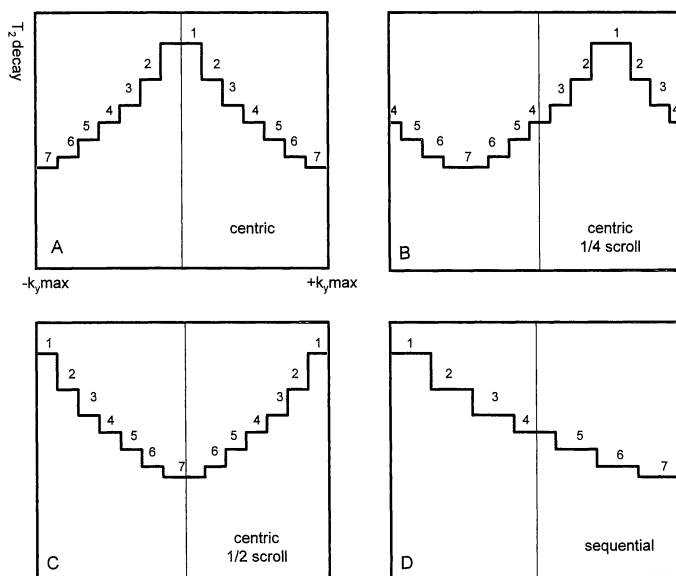 T2 decay
1
2 2
3 3
4 4
5 5
6 6
7 7
A
centric
-kymax +kymax
1
2 2
3 3
4 4 4
5 5
6 6
7
B
centric
1/4 scroll
1 1
2 2
3 3
4 4
5 5
6 6
7
C
centric
1/2 scroll
1
2
3
4
5
6
7
D
sequential